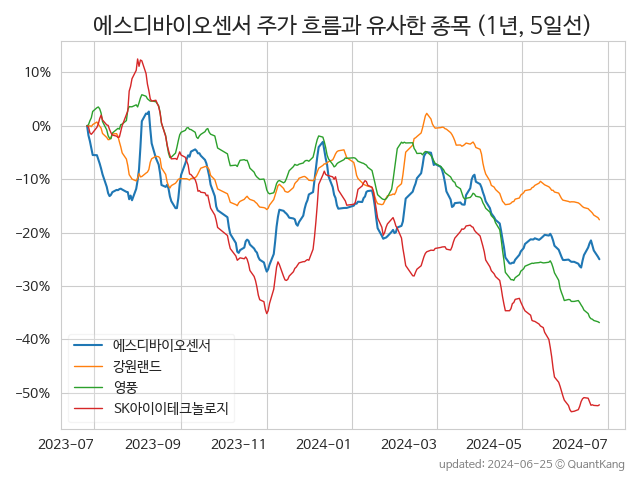 에스디바이오센서 주가 흐름과 유사한 종목 (1년, 5일선)
10%
0%
−10%
−20%
−30%
−40%
−50%
에스디바이오센서
강원랜드
영풍
SK아이이테크놀로지
2023-07 2023-09 2023-11 2024-01 2024-03 2024-05 2024-07
updated: 2024-06-25 © QuantKang